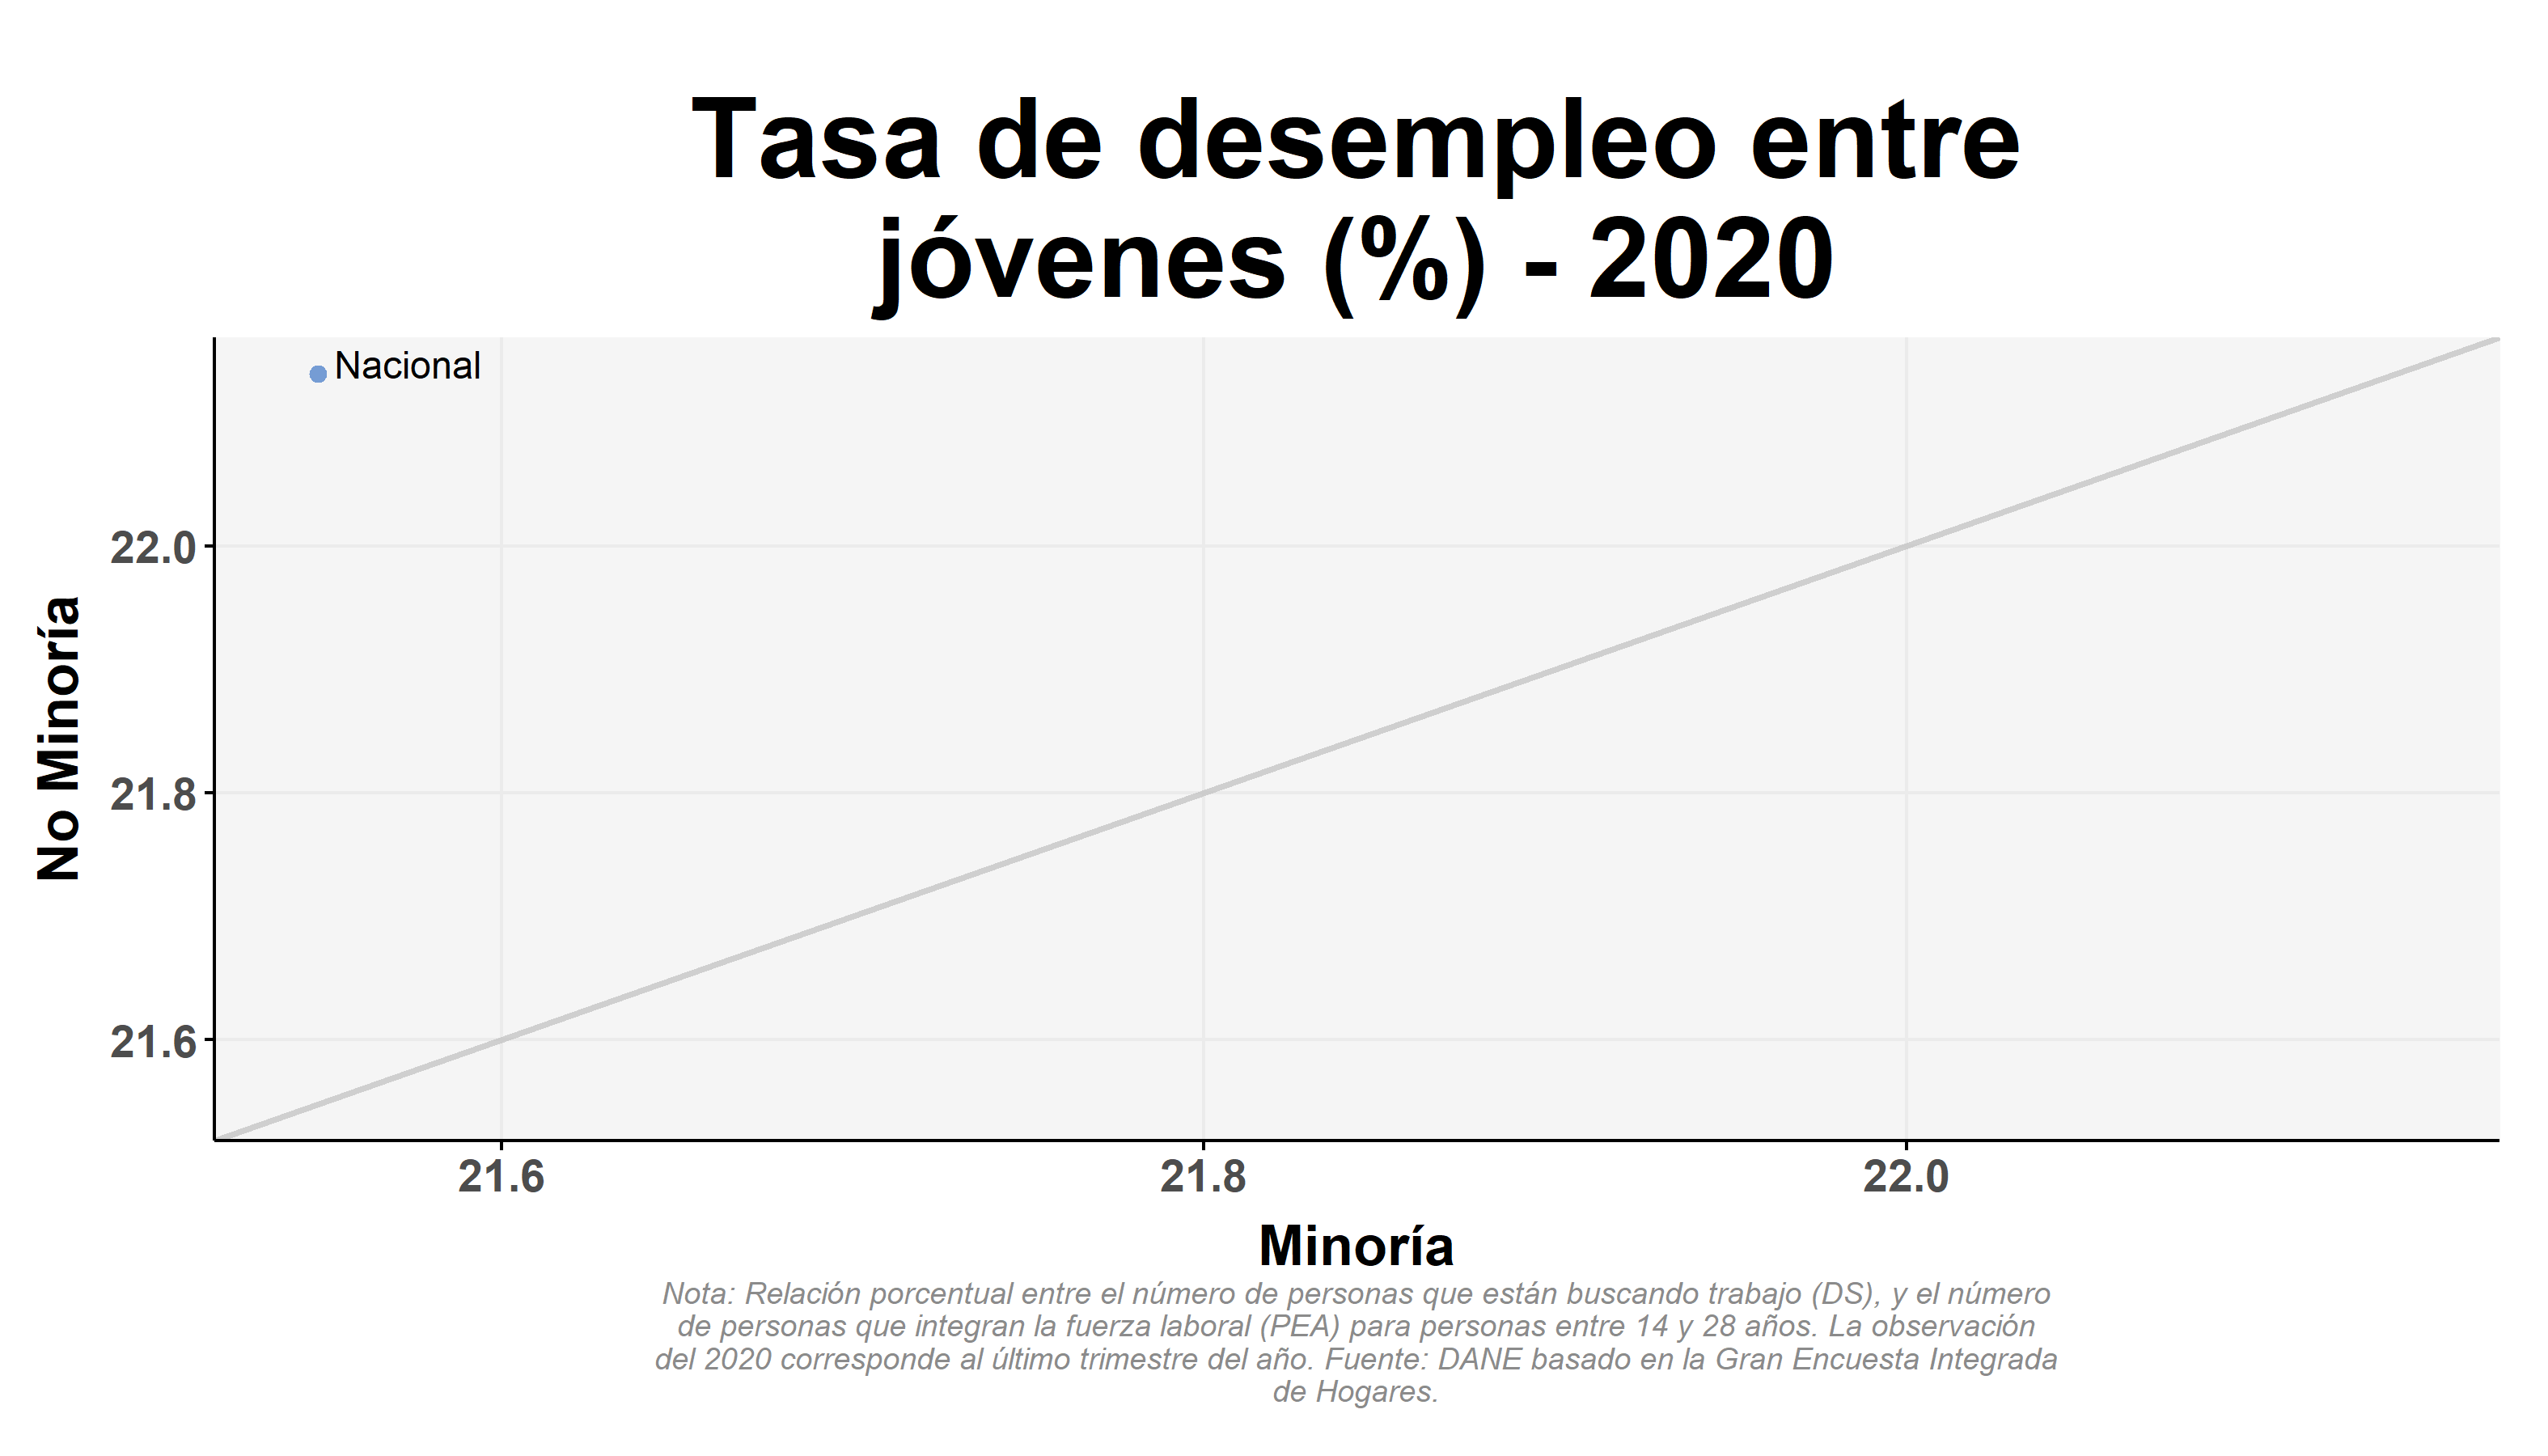 Tasa de desempleo entre
jóvenes (%) - 2020
Nacional
22.0
21.8
21.6
No Minoría
21.6
21.8
22.0
Minoría
Nota: Relación porcentual entre el número de personas que están buscando trabajo (DS), y el número
de personas que integran la fuerza laboral (PEA) para personas entre 14 y 28 años. La observación
del 2020 corresponde al último trimestre del año. Fuente: DANE basado en la Gran Encuesta Integrada
de Hogares.